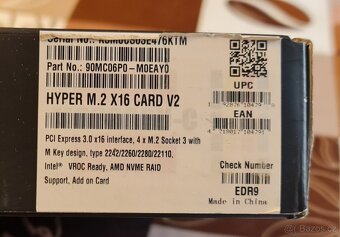 Part No.: 90MC06P0-M0EAY0
HYPER M.2 X16 CARD V2
PCI Express 3.0 x16 interface, 4 x M.2 Socket 3 with
M Key design, type 2242/2260/2280/22110,
Intel® VROC Ready, AMD NVME RAID
Support, Add on Card
UPC
EAN
Check Number
EDR9
Made in China